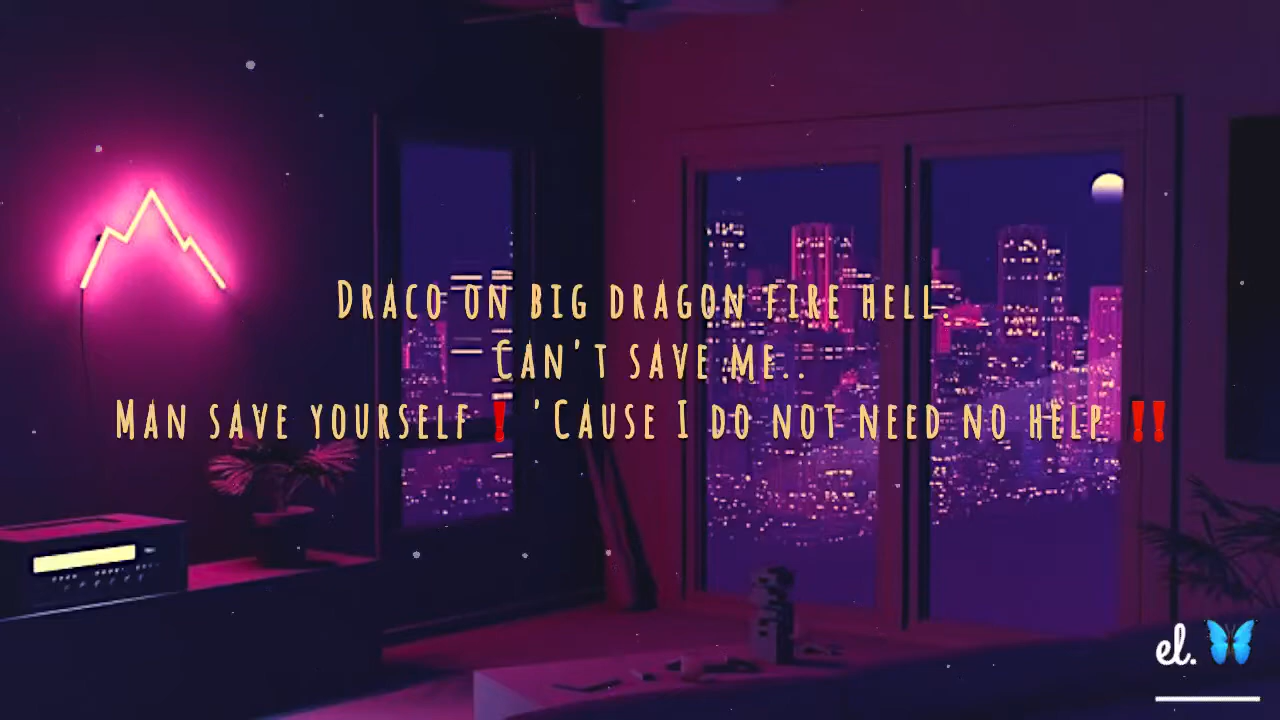 Draco on big dragon fire hell.
Can't save me..
Man save yourself❗'Cause I do not need no help ‼️
el. 🦋